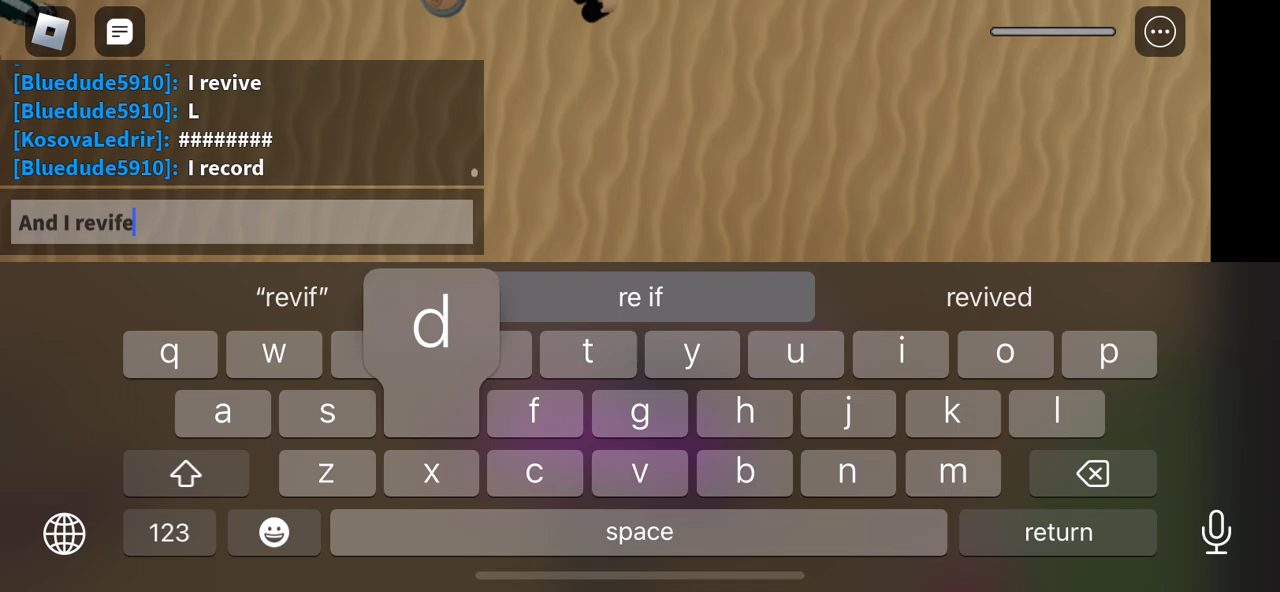 [Bluedude5910]: I revive
[Bluedude5910]: L
[KosovaLedrir]: ########
[Bluedude5910]: I record
And I revife
“revif” re if revived
d
q w t y u i o p
a s f g h j k l
z x c v b n m
123 space return